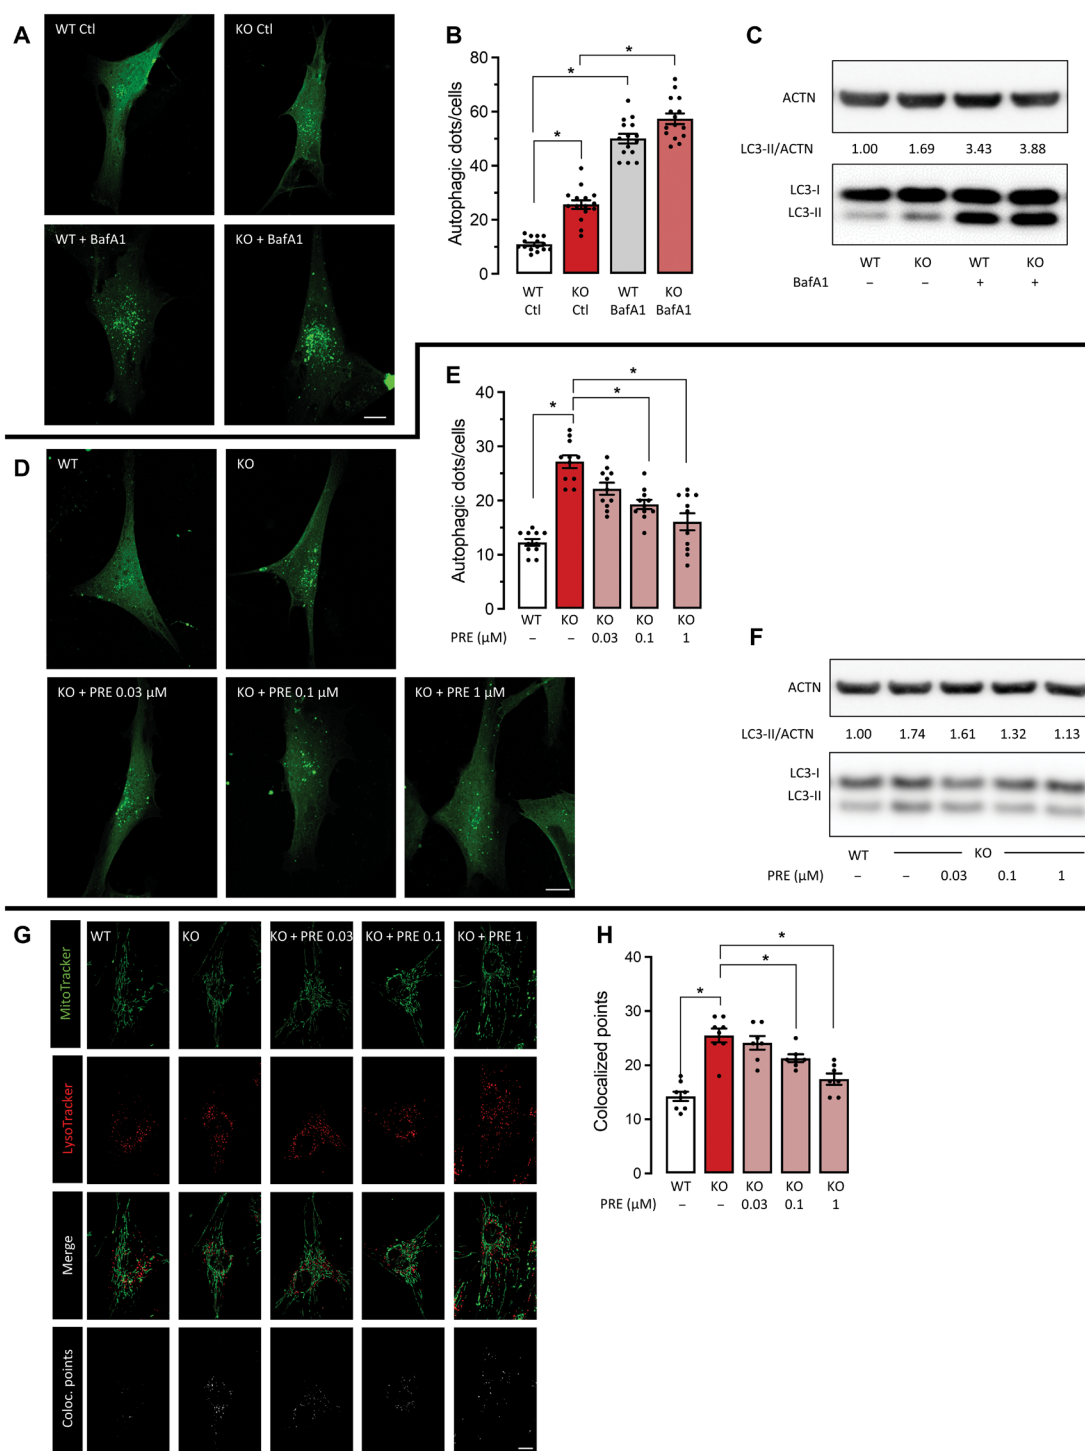 A
WT Ctl
KO Ctl
WT + BafA1
KO + BafA1
B
Autophagic dots/cells
80
60
40
20
0
* * * *
WT KO WT KO
Ctl Ctl BafA1 BafA1
C
ACTN
LC3-II/ACTN 1.00 1.69 3.43 3.88
LC3-I
LC3-II
WT KO WT KO
BafA1 – – + +
D
WT
KO
KO + PRE 0.03 µM
KO + PRE 0.1 µM
KO + PRE 1 µM
E
Autophagic dots/cells
40
30
20
10
0
* * *
WT KO KO KO KO
PRE (µM) – – 0.03 0.1 1
F
ACTN
LC3-II/ACTN 1.00 1.74 1.61 1.32 1.13
LC3-I
LC3-II
WT KO
PRE (µM) – – 0.03 0.1 1
G
WT KO KO + PRE 0.03 KO + PRE 0.1 KO + PRE 1
MitoTracker
LysoTracker
Merge
Coloc. points
H
Colocalized points
40
30
20
10
0
* * *
WT KO KO KO KO
PRE (µM) – – 0.03 0.1 1